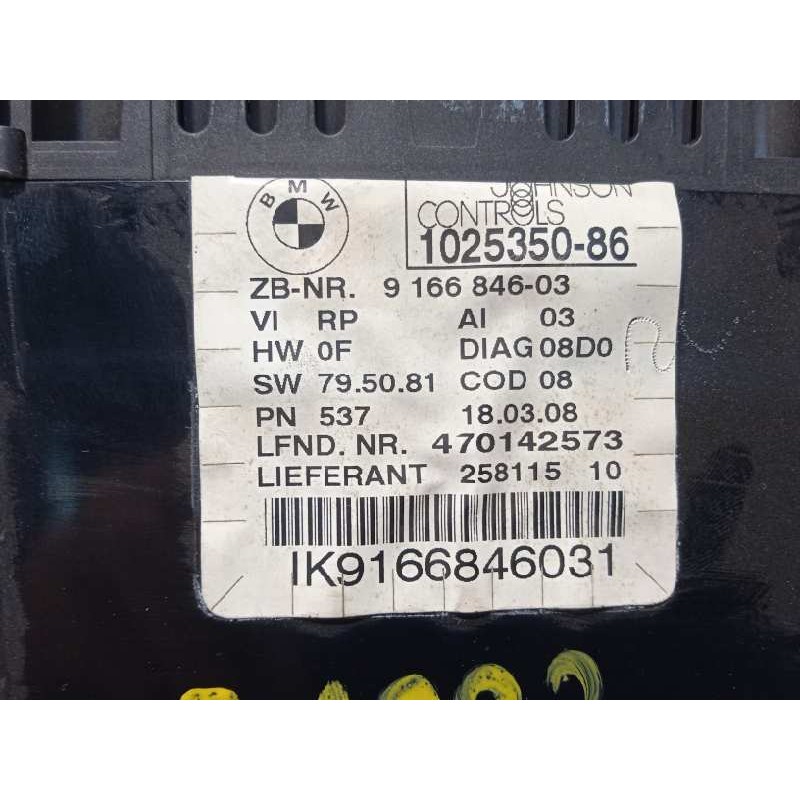 BMW
JOHNSON
CONTROLS
1025350-86
ZB-NR. 9 166 846-03
VI RP AI 03
HW 0F DIAG 08D0
SW 79.50.81 COD 08
PN 537 18.03.08
LFND. NR. 470142573
LIEFERANT 258115 10
IK9166846031